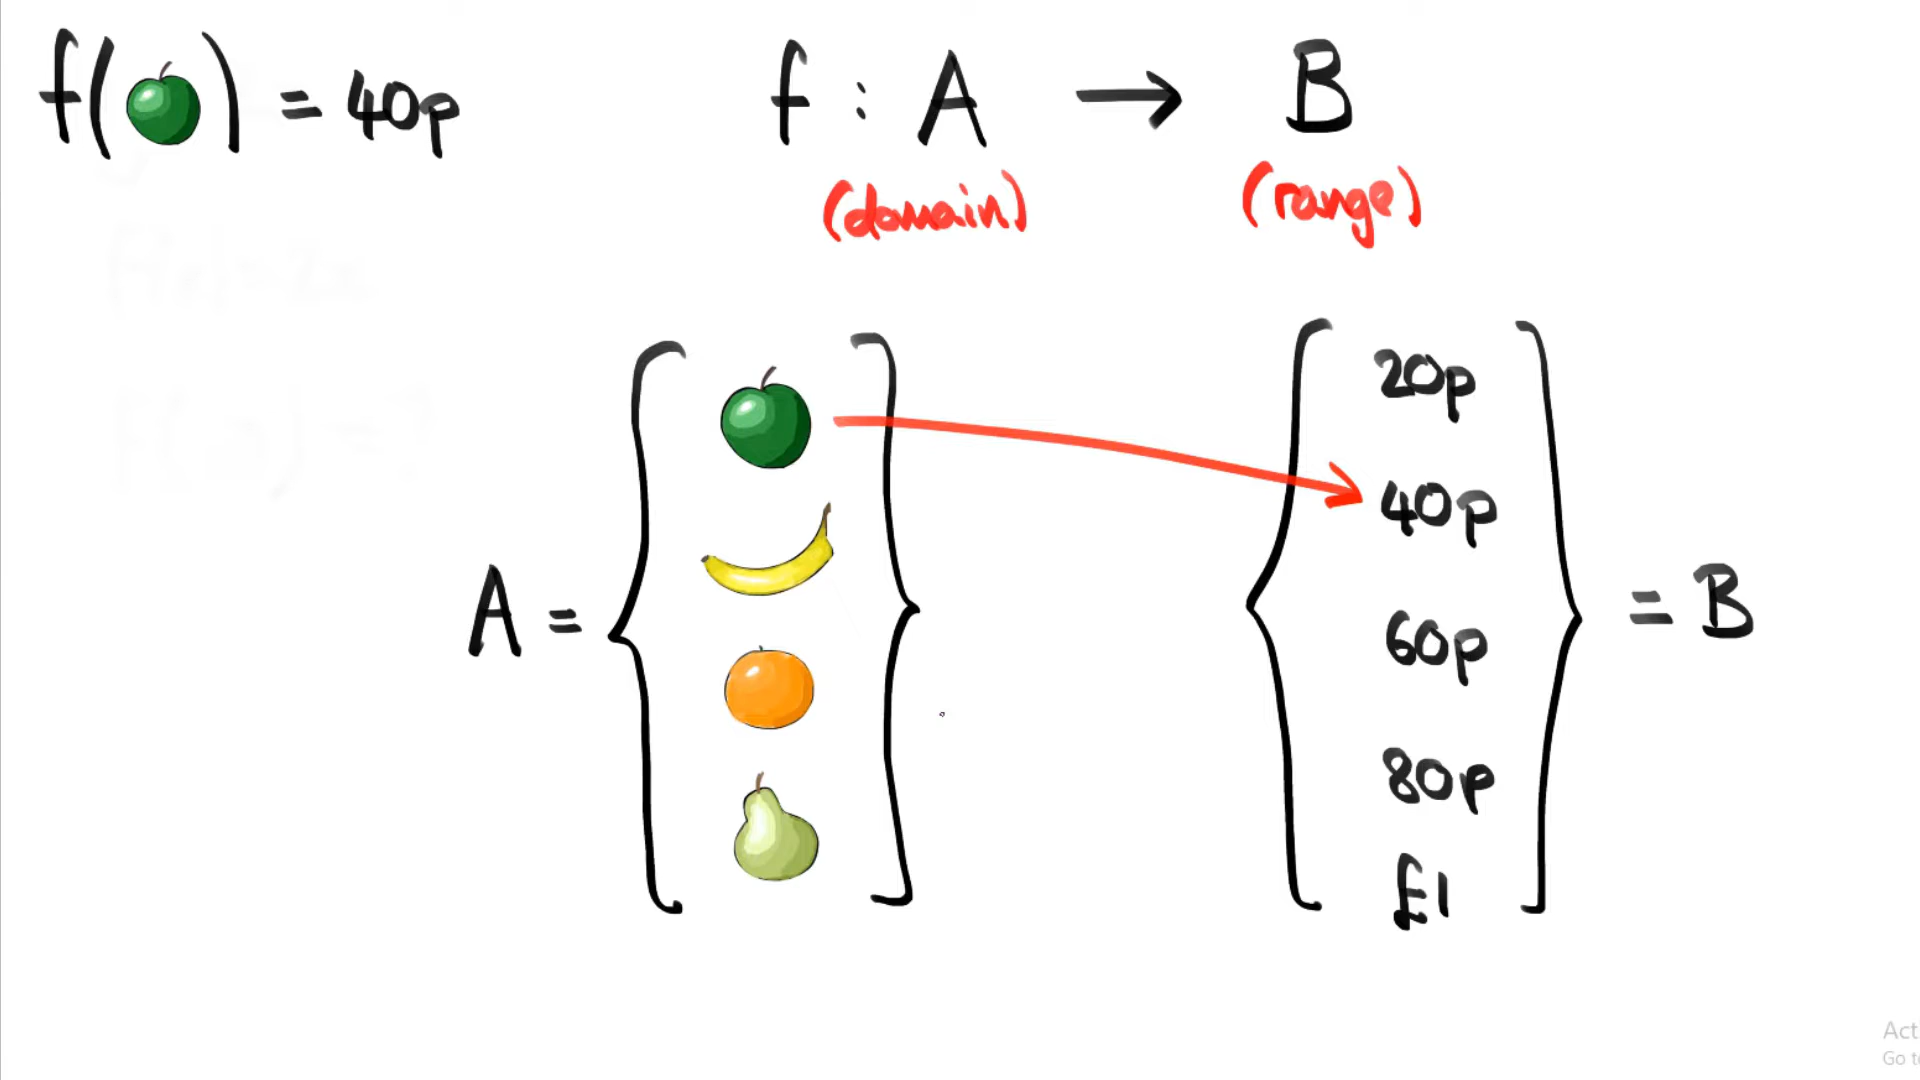 f( ) = 40p
f : A → B
(domain) (range)
20p
40p
60p
80p
£1
A =
= B